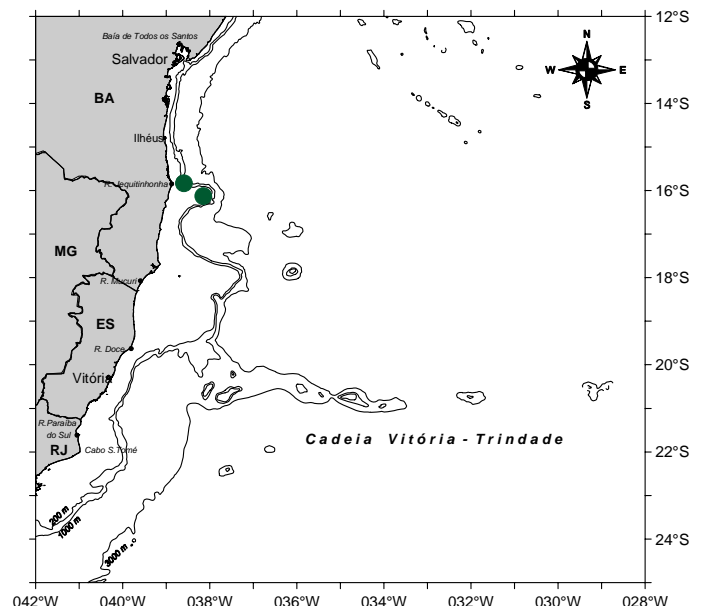 12°S
Baía de Todos os Santos
N
Salvador
W
E
BA
S
14°S
Ilhéus
R. Jequitinhonha
16°S
MG
R. Mucuri
18°S
ES
R. Doce
20°S
Vitória
R.Paraíba
do Sul
Cadeia Vitória - Trindade
RJ
Cabo S.Tomé
22°S
200 m
1000 m
3000 m
24°S
042°W
040°W
038°W
036°W
034°W
032°W
030°W
028°W